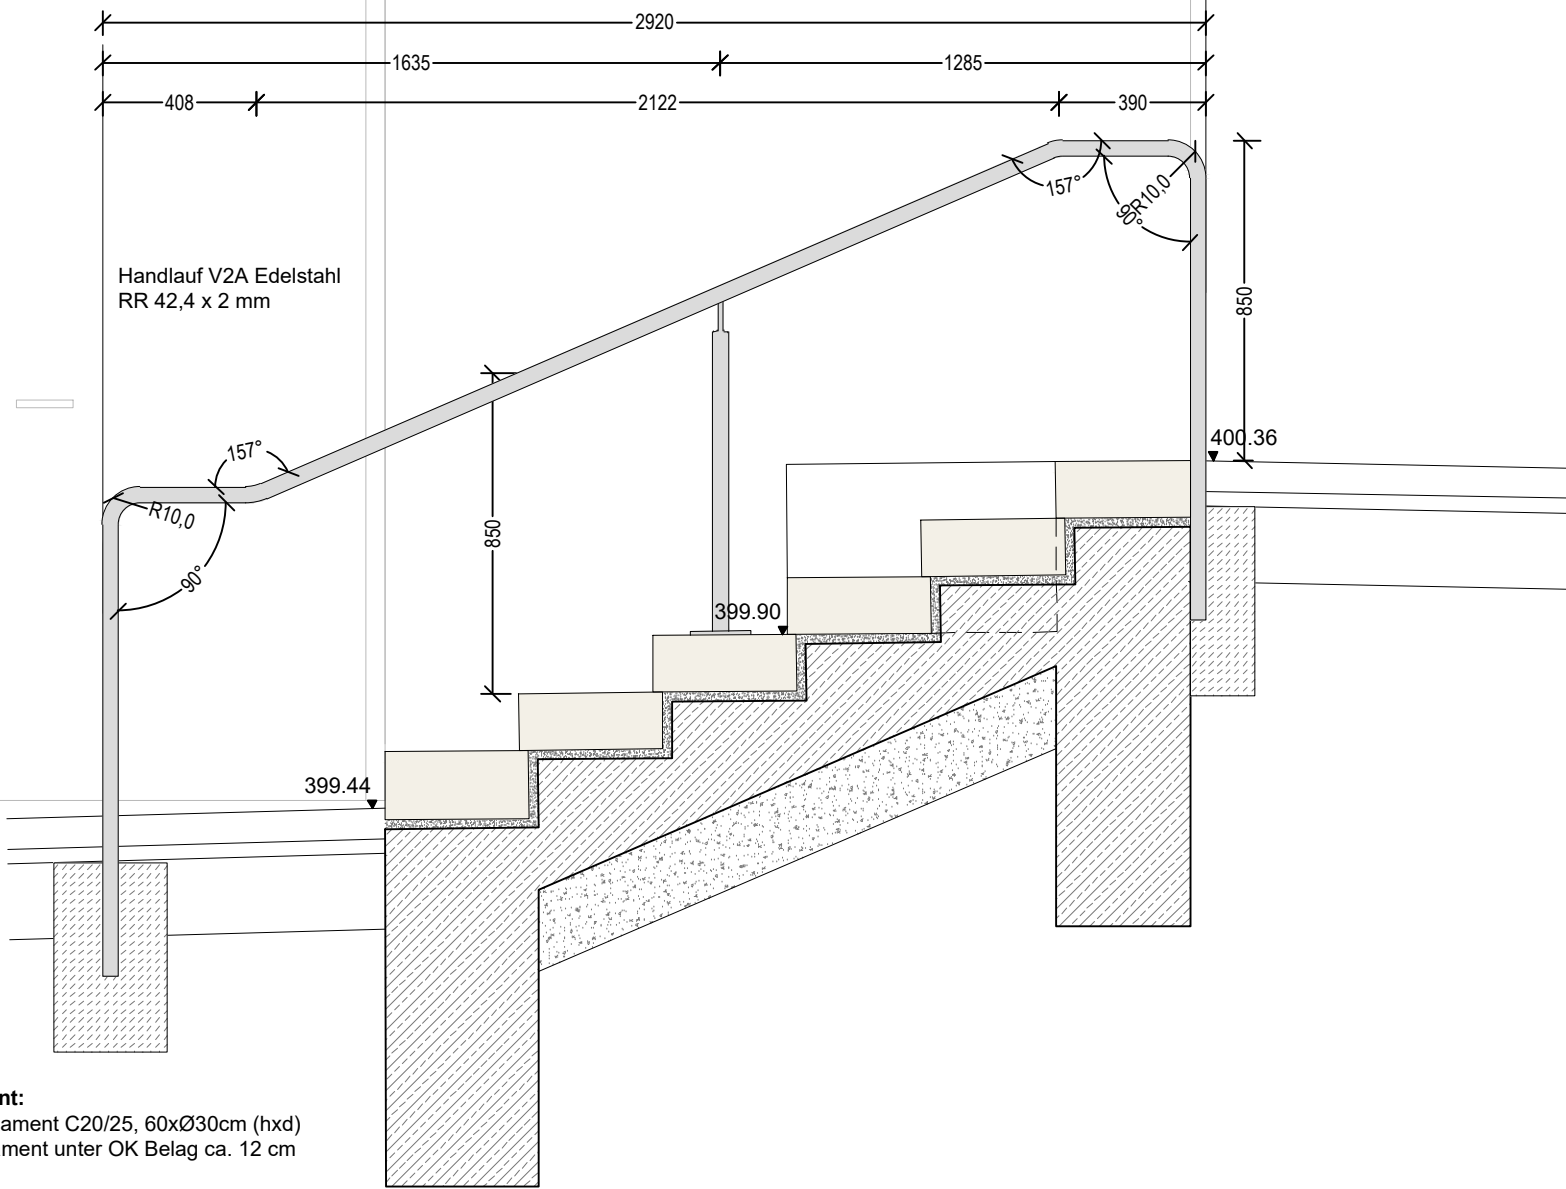 2920
1635
1285
408
2122
390
157°
R10,0
90°
Handlauf V2A Edelstahl
RR 42,4 x 2 mm
850
400.36
157°
R10,0
850
90°
399.90
399.44
nt:
ament C20/25, 60xØ30cm (hxd)
ment unter OK Belag ca. 12 cm